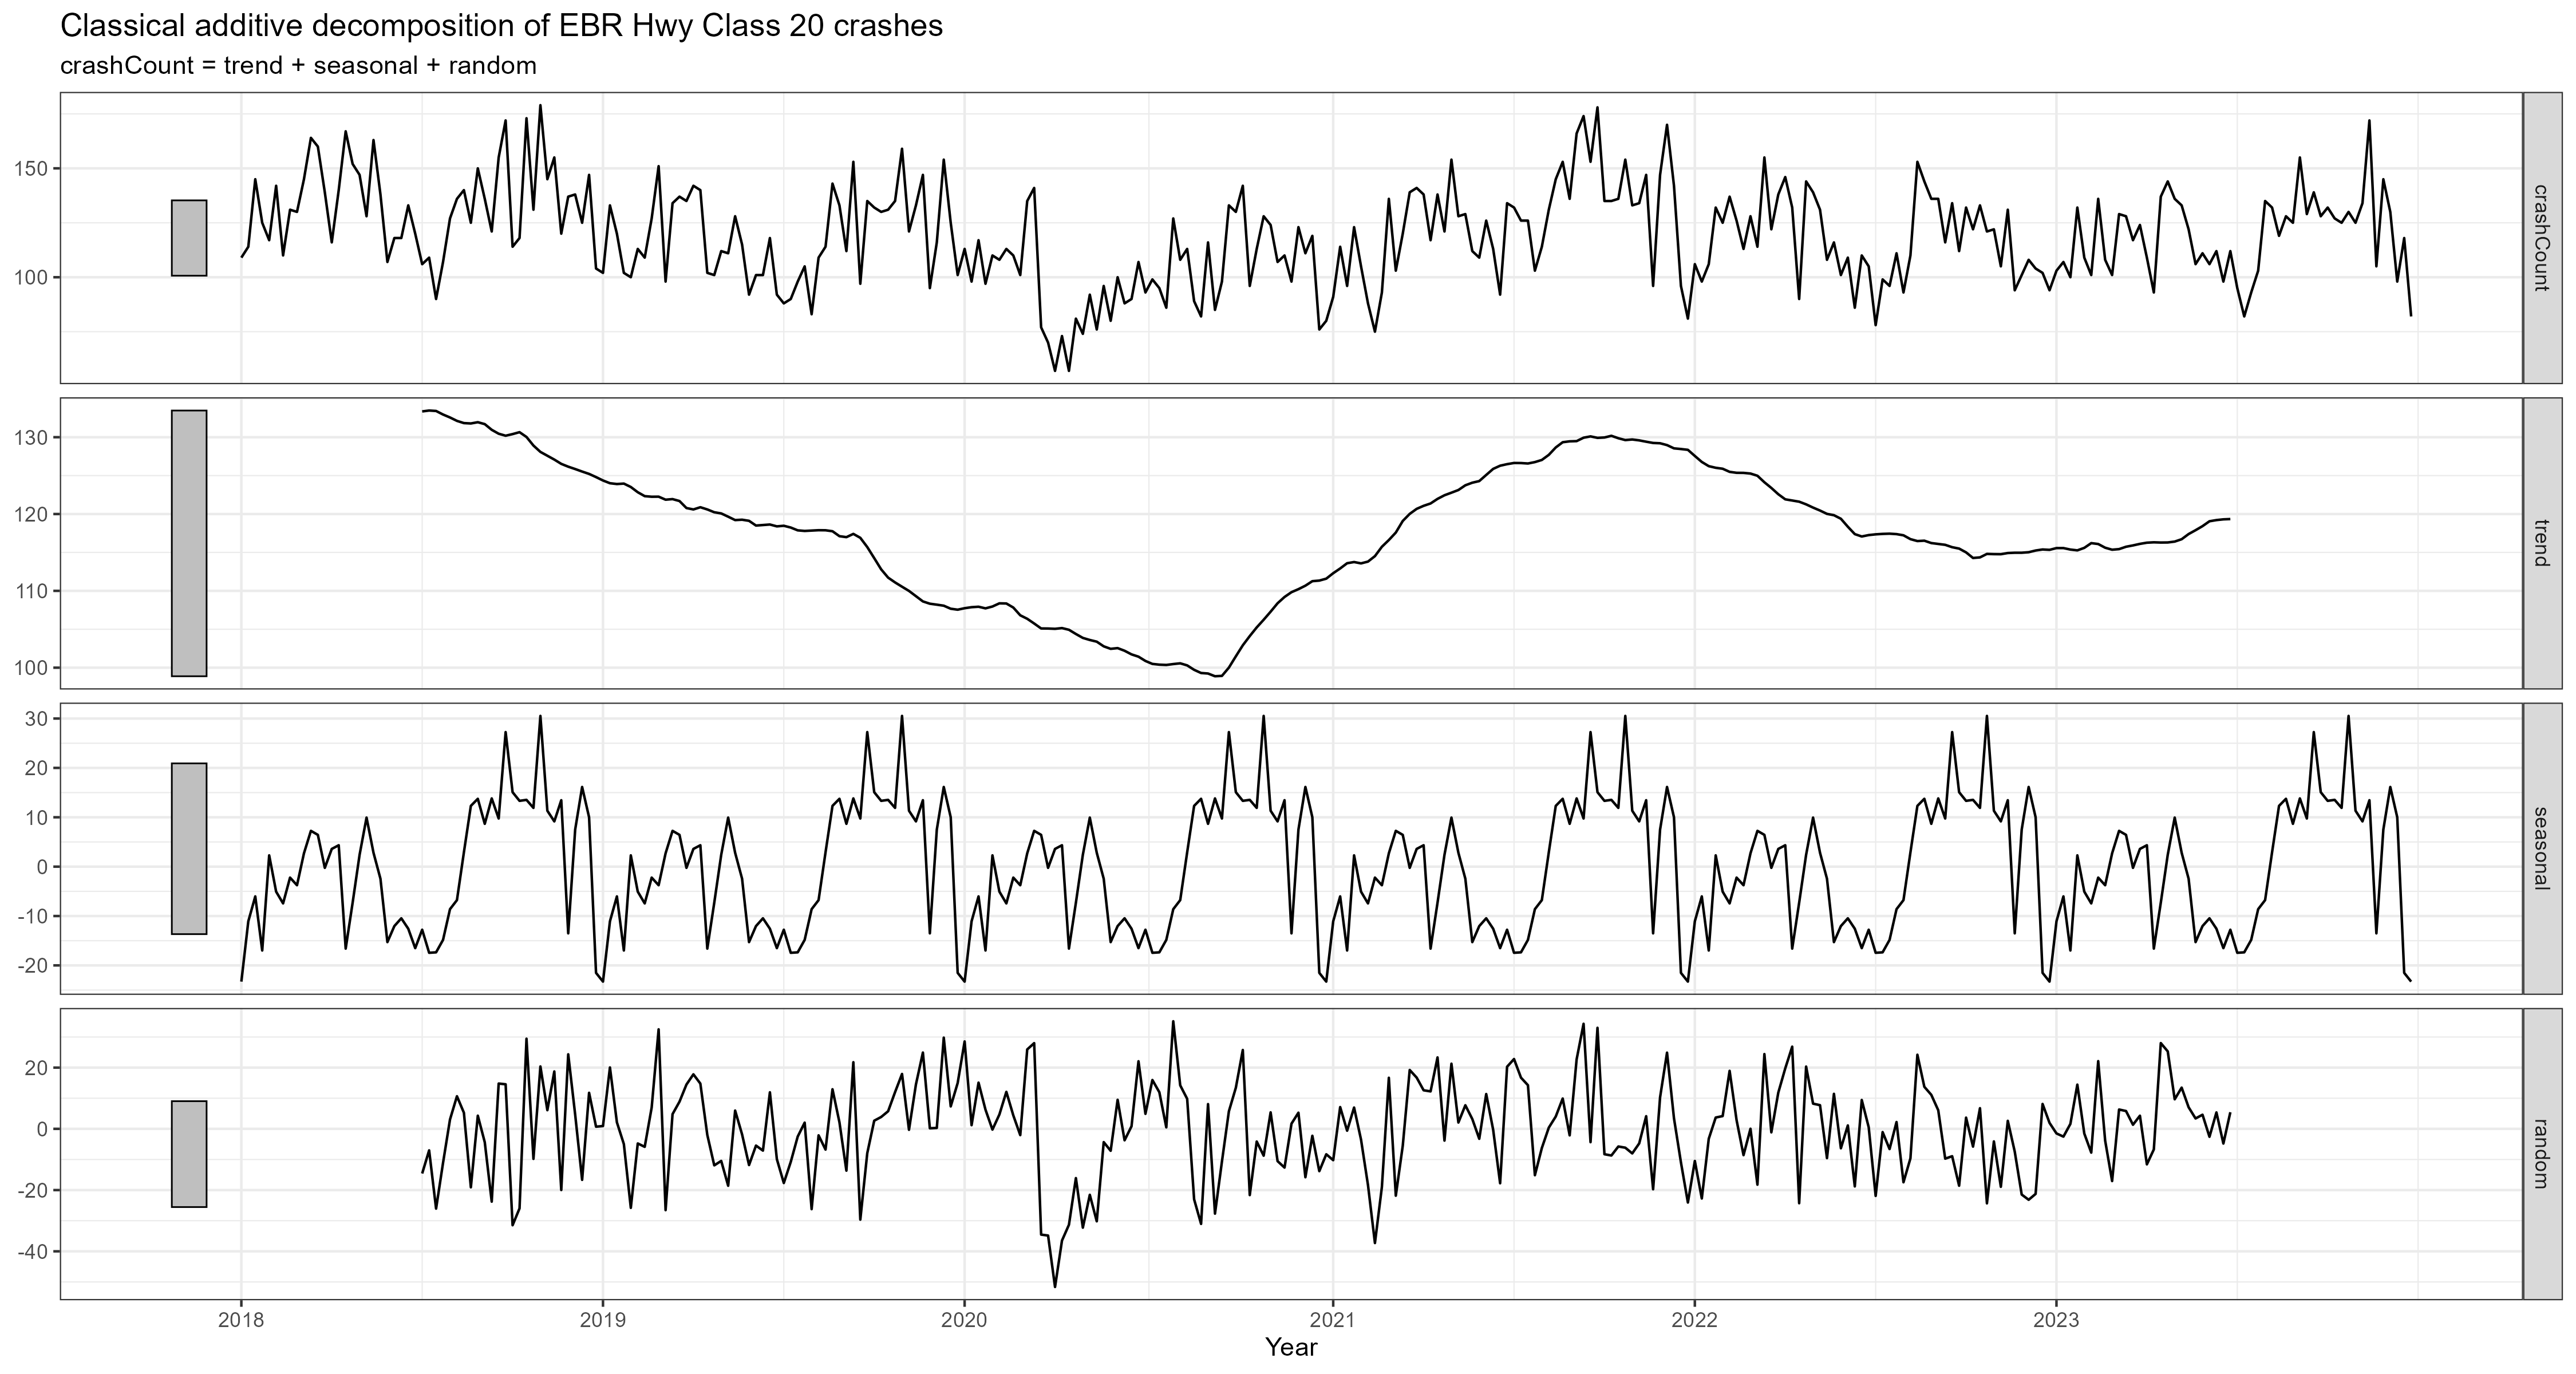 Classical additive decomposition of EBR Hwy Class 20 crashes
crashCount = trend + seasonal + random
150
100
crashCount
130
120
110
100
trend
30
20
10
0
-10
-20
seasonal
20
0
-20
-40
random
2018 2019 2020 2021 2022 2023
Year